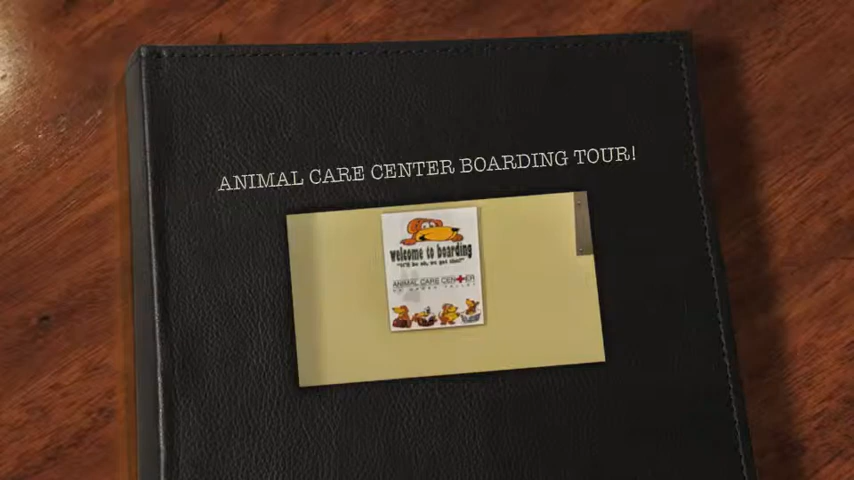 ANIMAL CARE CENTER BOARDING TOUR!
welcome to boarding
ANIMAL CARE CENTER